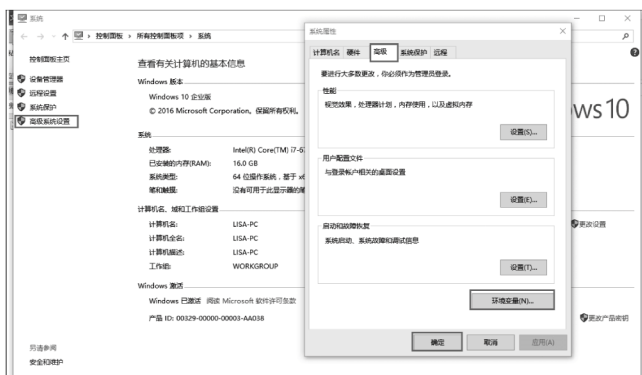 系统
控制面板 › 所有控制面板项 › 系统
控制面板主页
设备管理器
远程设置
系统保护
高级系统设置
查看有关计算机的基本信息
Windows 版本
Windows 10 企业版
© 2016 Microsoft Corporation。保留所有权利。
系统
处理器: Intel(R) Core(TM) i7-6
已安装的内存(RAM): 16.0 GB
系统类型: 64 位操作系统，基于 x6
笔和触摸: 没有可用于此显示器的笔
计算机名、域和工作组设置
计算机名: LISA-PC
计算机全名: LISA-PC
计算机描述: LISA-PC
工作组: WORKGROUP
Windows 激活
Windows 已激活 阅读 Microsoft 软件许可条款
产品 ID: 00329-00000-00003-AA038
另请参阅
安全和维护
系统属性
计算机名 硬件 高级 系统保护 远程
要进行大多数更改，你必须作为管理员登录。
性能
视觉效果，处理器计划，内存使用，以及虚拟内存
设置(S)...
用户配置文件
与登录帐户相关的桌面设置
设置(E)...
启动和故障恢复
系统启动、系统故障和调试信息
设置(T)...
环境变量(N)...
确定 取消 应用(A)
ws10
更改设置
更改产品密钥